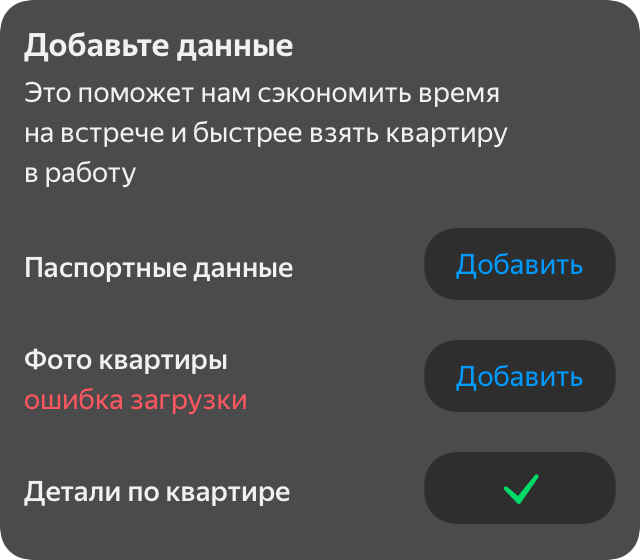 Добавьте данные
Это поможет нам сэкономить время
на встрече и быстрее взять квартиру
в работу
Паспортные данные
Добавить
Фото квартиры
ошибка загрузки
Добавить
Детали по квартире